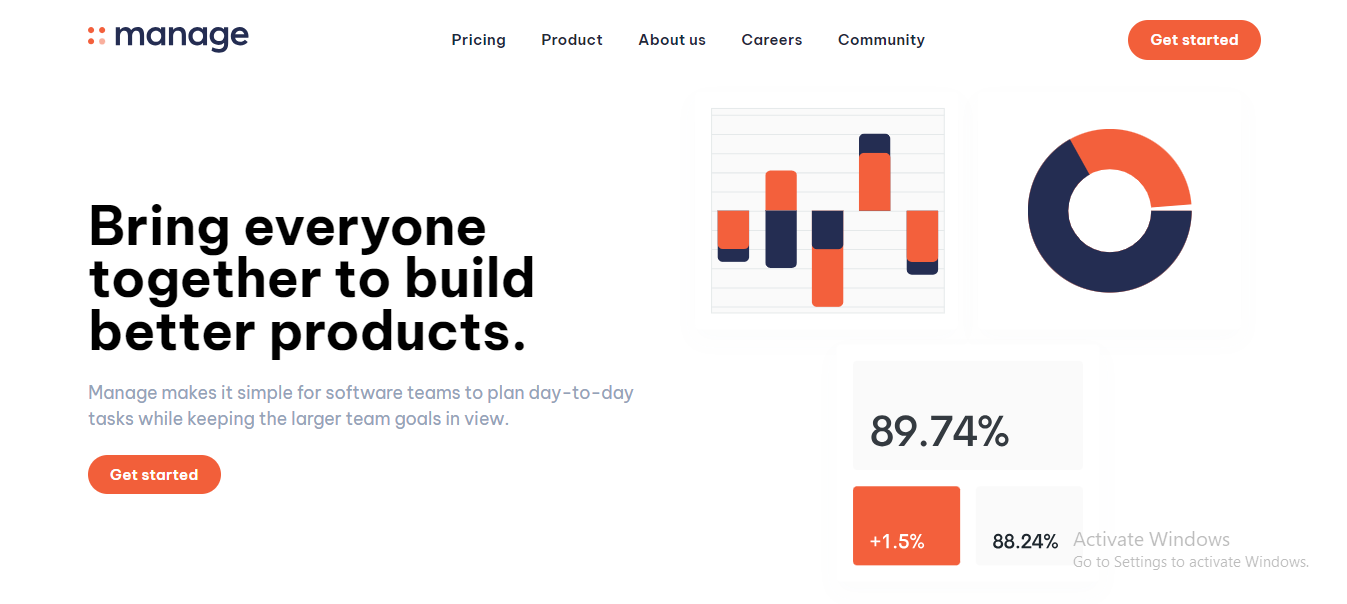 manage
Pricing
Product
About us
Careers
Community
Get started
Bring everyone
together to build
better products.
Manage makes it simple for software teams to plan day-to-day
tasks while keeping the larger team goals in view.
Get started
89.74%
+1.5%
88.24%
Activate Windows
Go to Settings to activate Windows.